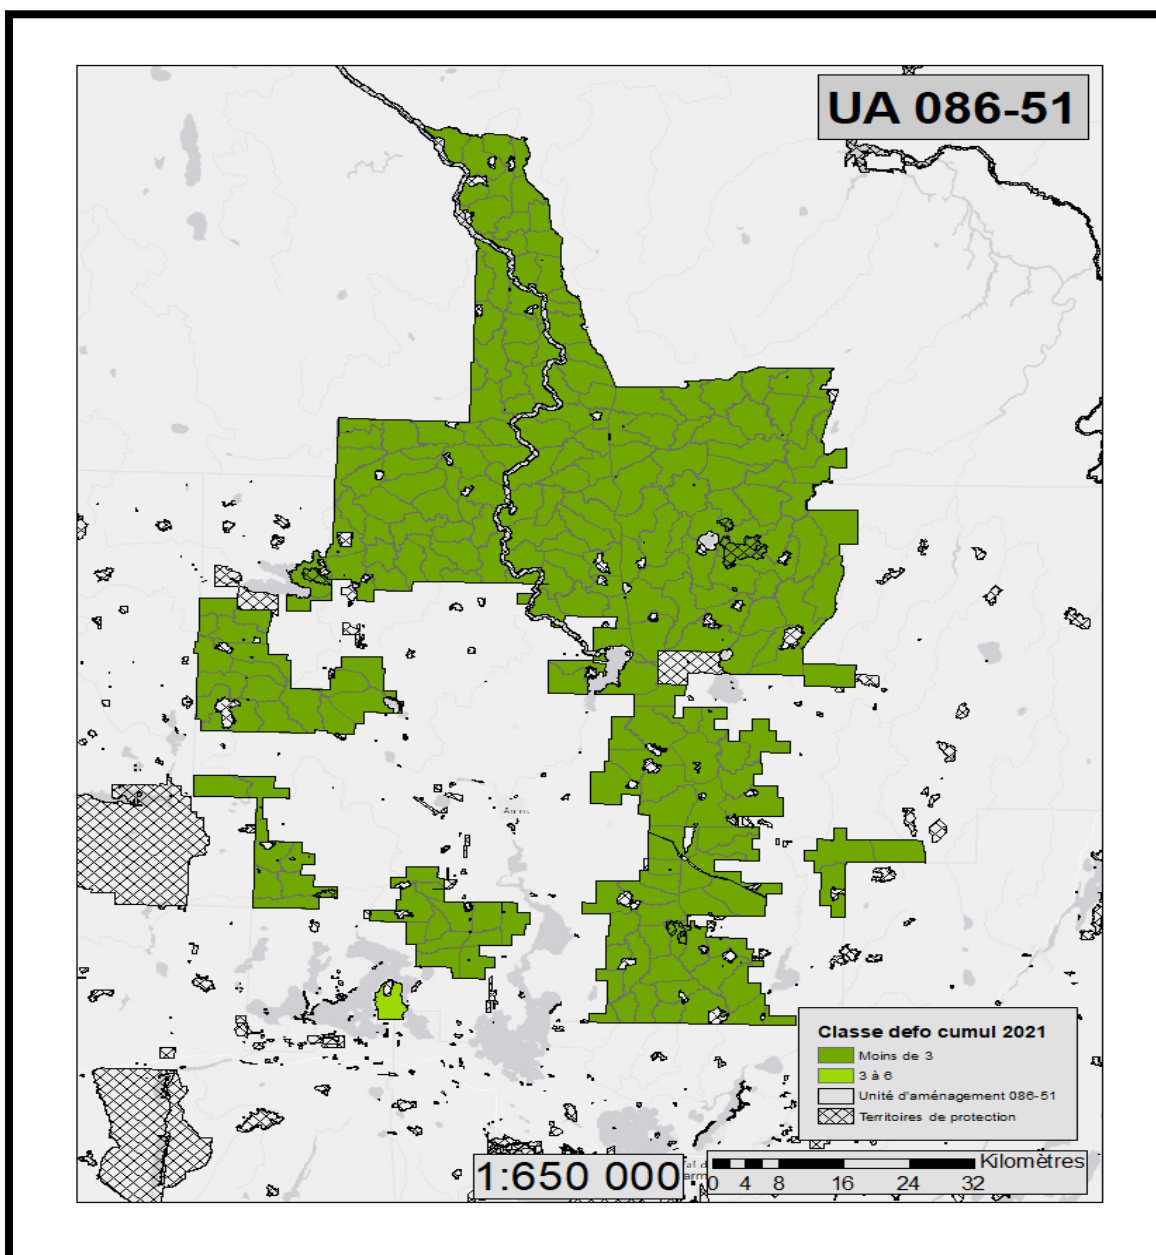 UA 086-51
Amos
Classe defo cumul 2021
Moins de 3
3 à 6
Unité d'aménagement 086-51
Territoires de protection
1:650 000
Kilomètres
0 4 8 16 24 32